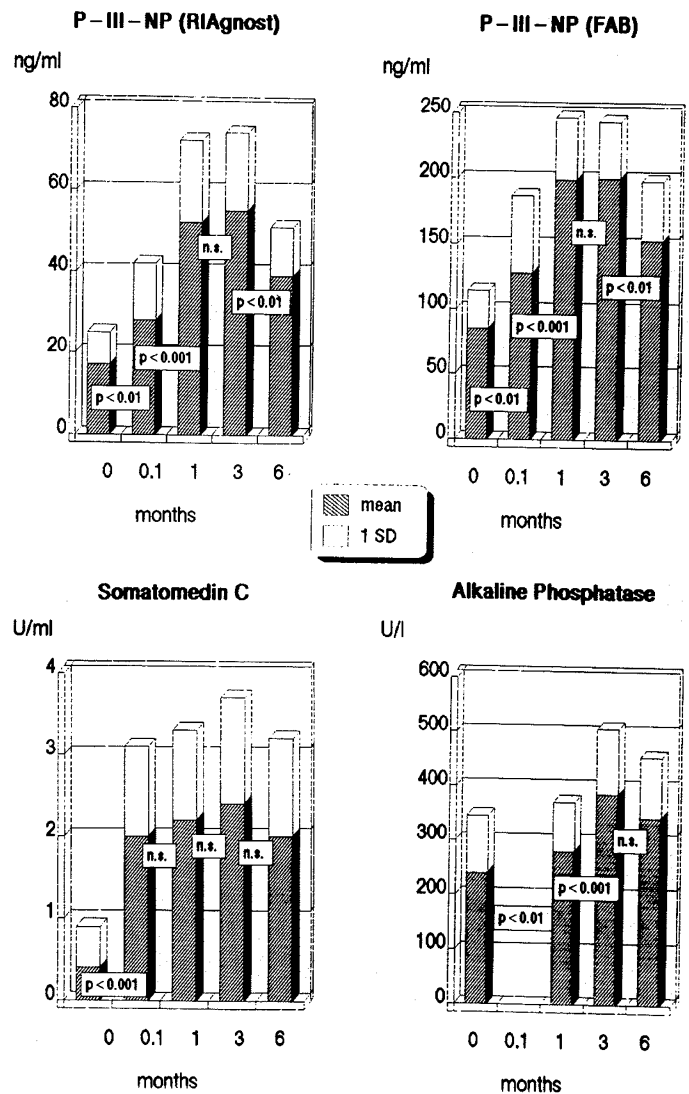 P – III – NP (RIAgnost)
ng/ml
80
60
40
20
0
n.s.
p < 0.01
p < 0.001
p < 0.01
0 0.1 1 3 6
months
P – III – NP (FAB)
ng/ml
250
200
150
100
50
0
n.s.
p < 0.01
p < 0.001
p < 0.01
0 0.1 1 3 6
months
mean
1 SD
Somatomedin C
U/ml
4
3
2
1
0
n.s. n.s. n.s.
p < 0.001
0 0.1 1 3 6
months
Alkaline Phosphatase
U/l
600
500
400
300
200
100
0
n.s.
p < 0.001
p < 0.01
0 0.1 1 3 6
months